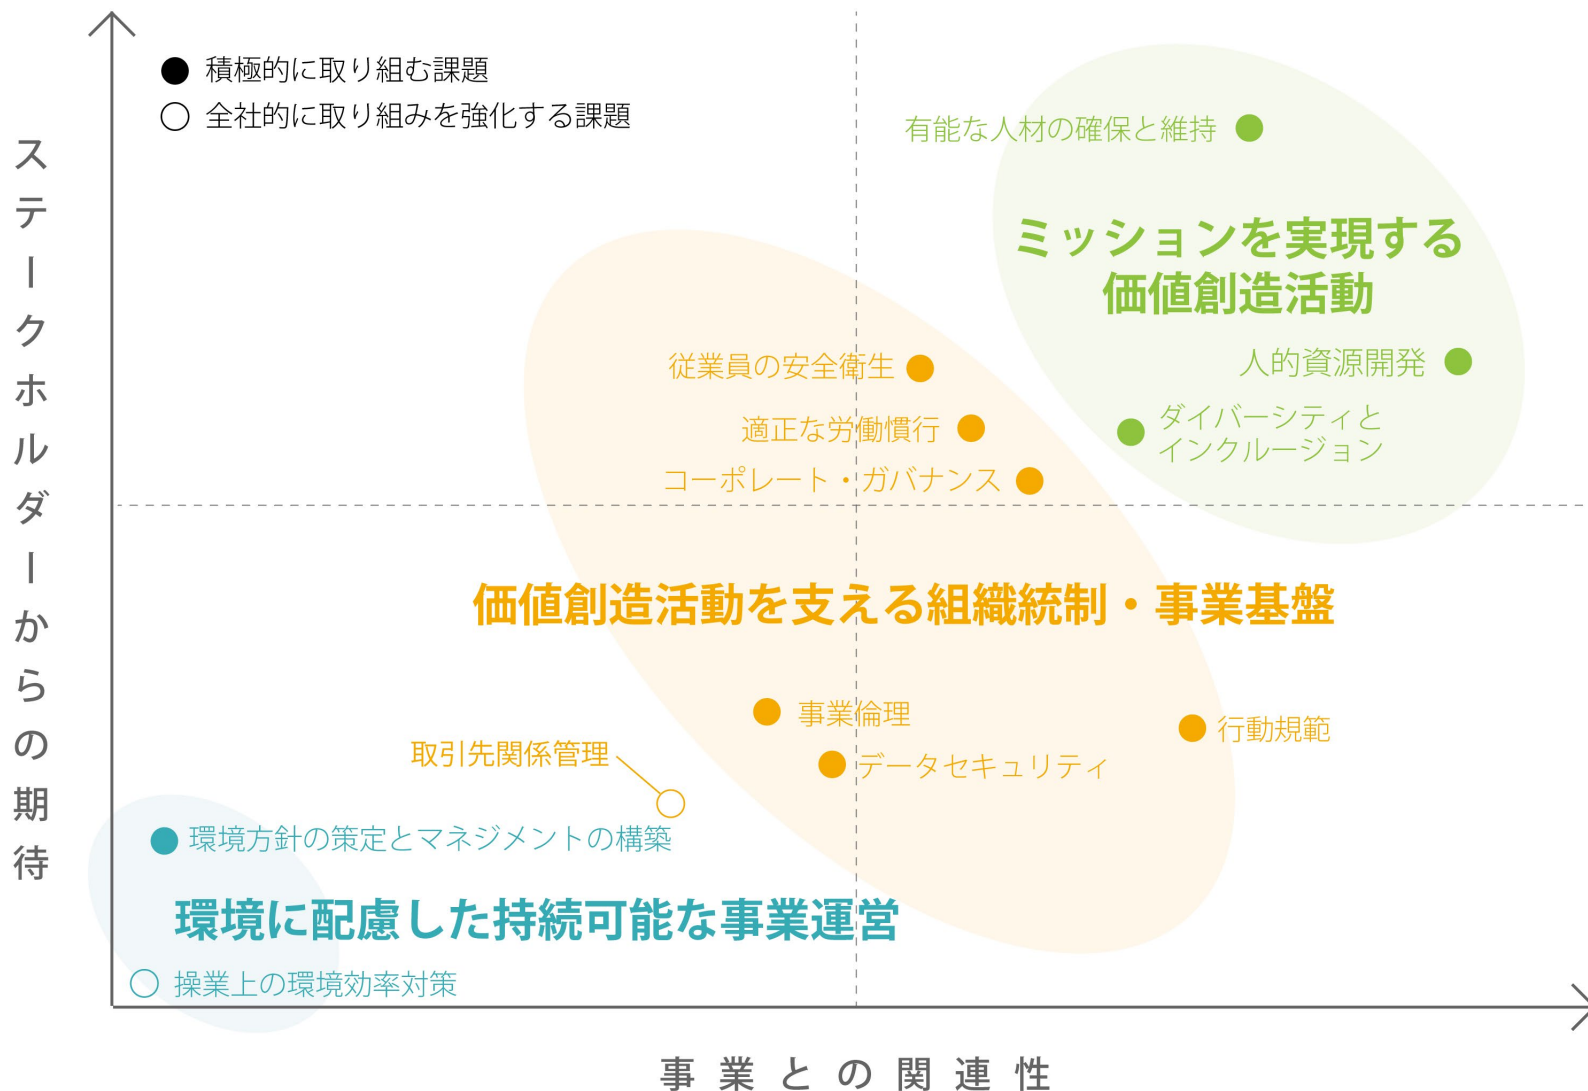 積極的に取り組む課題
全社的に取り組みを強化する課題
ステークホルダーからの期待
有能な人材の確保と維持
ミッションを実現する
価値創造活動
従業員の安全衛生
人的資源開発
適正な労働慣行
ダイバーシティと
インクルージョン
コーポレート・ガバナンス
価値創造活動を支える組織統制・事業基盤
事業倫理
行動規範
取引先関係管理
データセキュリティ
環境方針の策定とマネジメントの構築
環境に配慮した持続可能な事業運営
操業上の環境効率対策
事業との関連性